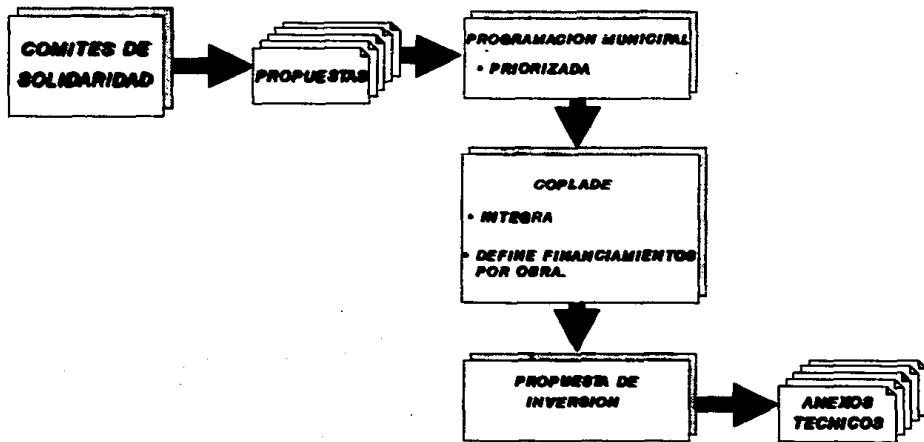 COMITES DE
SOLIDARIDAD
PROPUESTAS
PROGRAMACION MUNICIPAL
• PRIORIZADA
COPLADE
• INTEGRA
• DEFINE FINANCIAMIENTOS
POR OBRA.
PROPUESTA DE
INVERSION
ANEXOS
TECNICOS